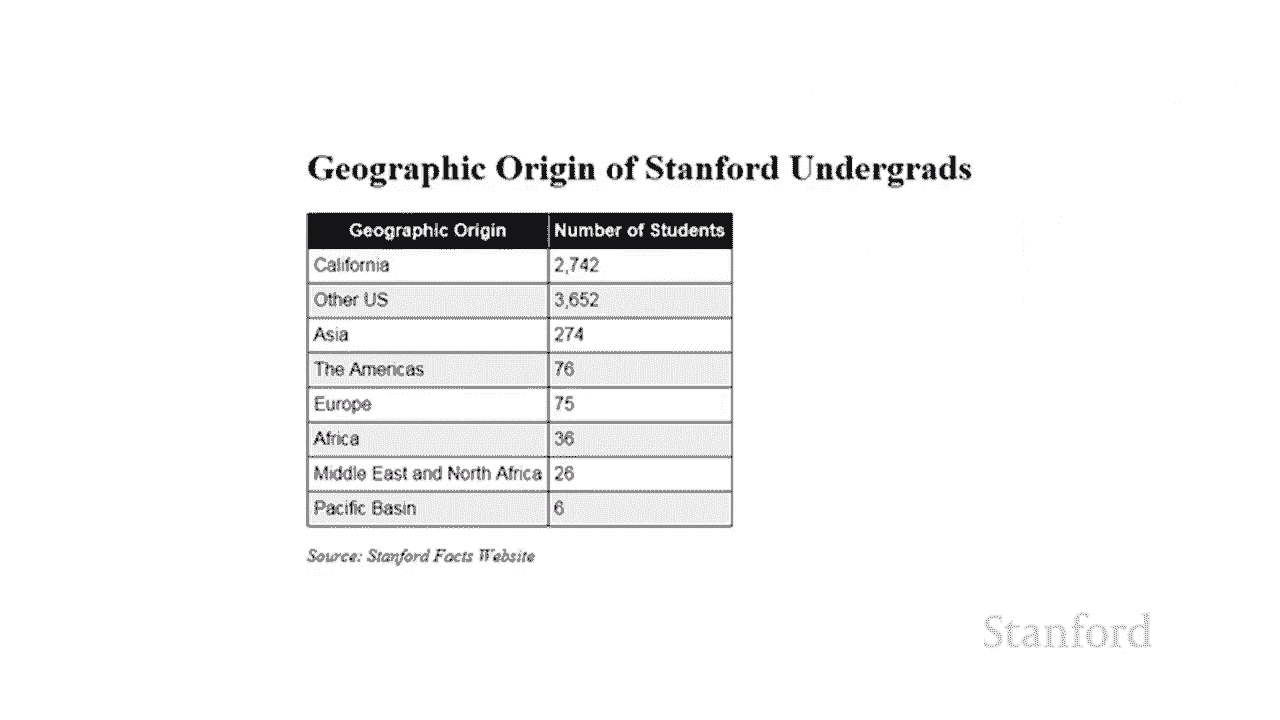 Geographic Origin of Stanford Undergrads
Geographic Origin Number of Students
California 2,742
Other US 3,652
Asia 274
The Americas 76
Europe 75
Africa 36
Middle East and North Africa 26
Pacific Basin 6
Source: Stanford Facts Website
Stanford